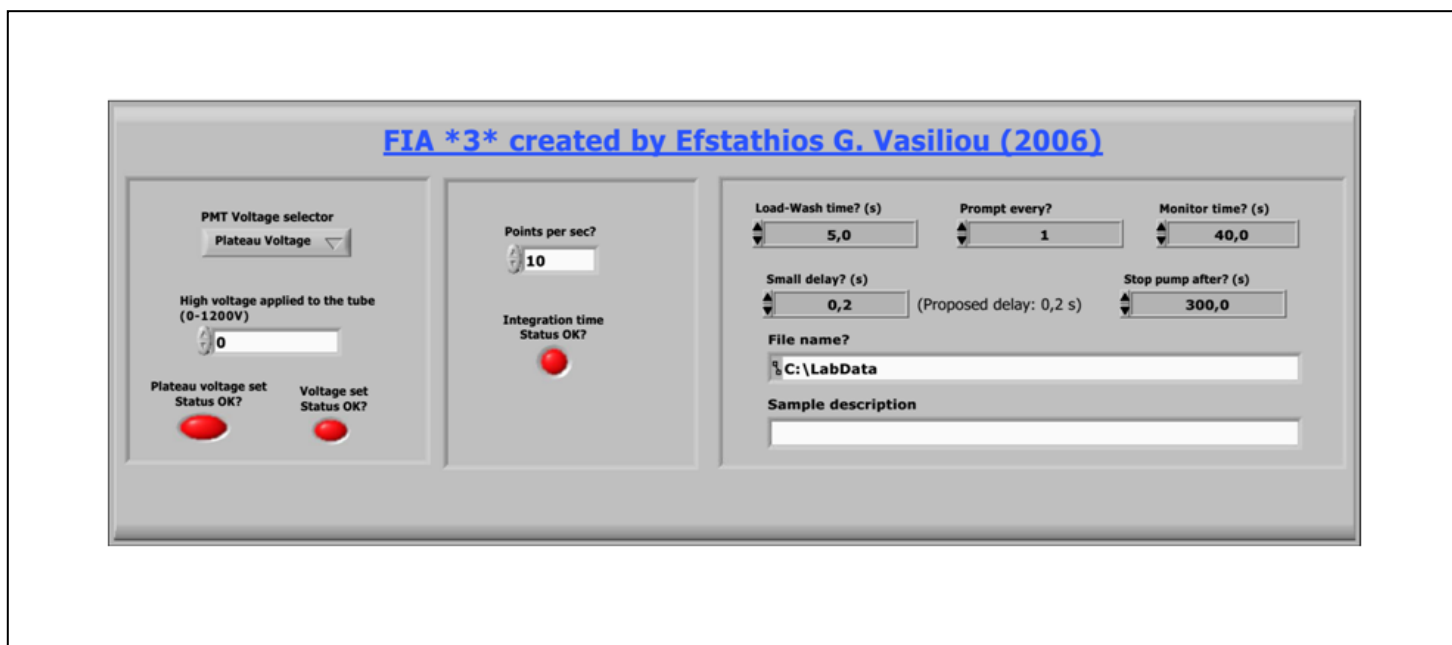 FIA *3* created by Efstathios G. Vasiliou (2006)
PMT Voltage selector
Plateau Voltage
High voltage applied to the tube
(0-1200V)
0
Plateau voltage set
Status OK?
Voltage set
Status OK?
Points per sec?
10
Integration time
Status OK?
Load-Wash time? (s)
5,0
Prompt every?
1
Monitor time? (s)
40,0
Small delay? (s)
0,2
(Proposed delay: 0,2 s)
Stop pump after? (s)
300,0
File name?
C:\LabData
Sample description